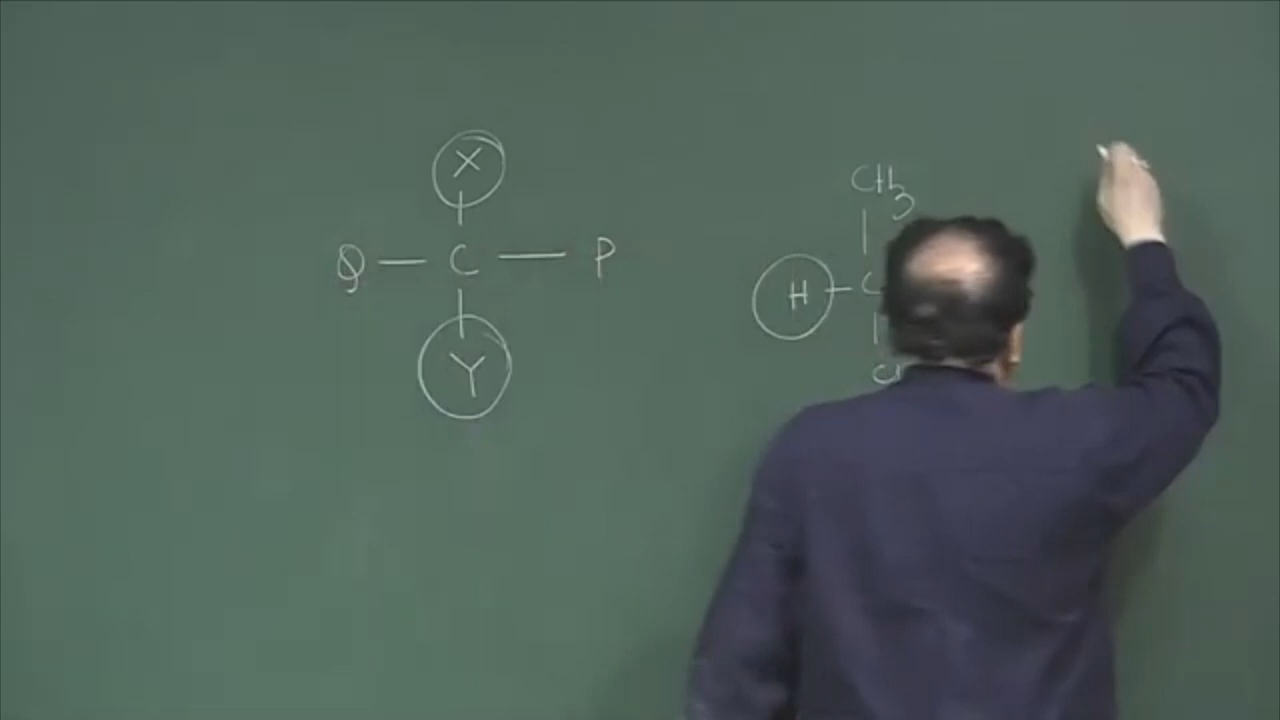 X
Q — C — P
Y
CH3
H - C